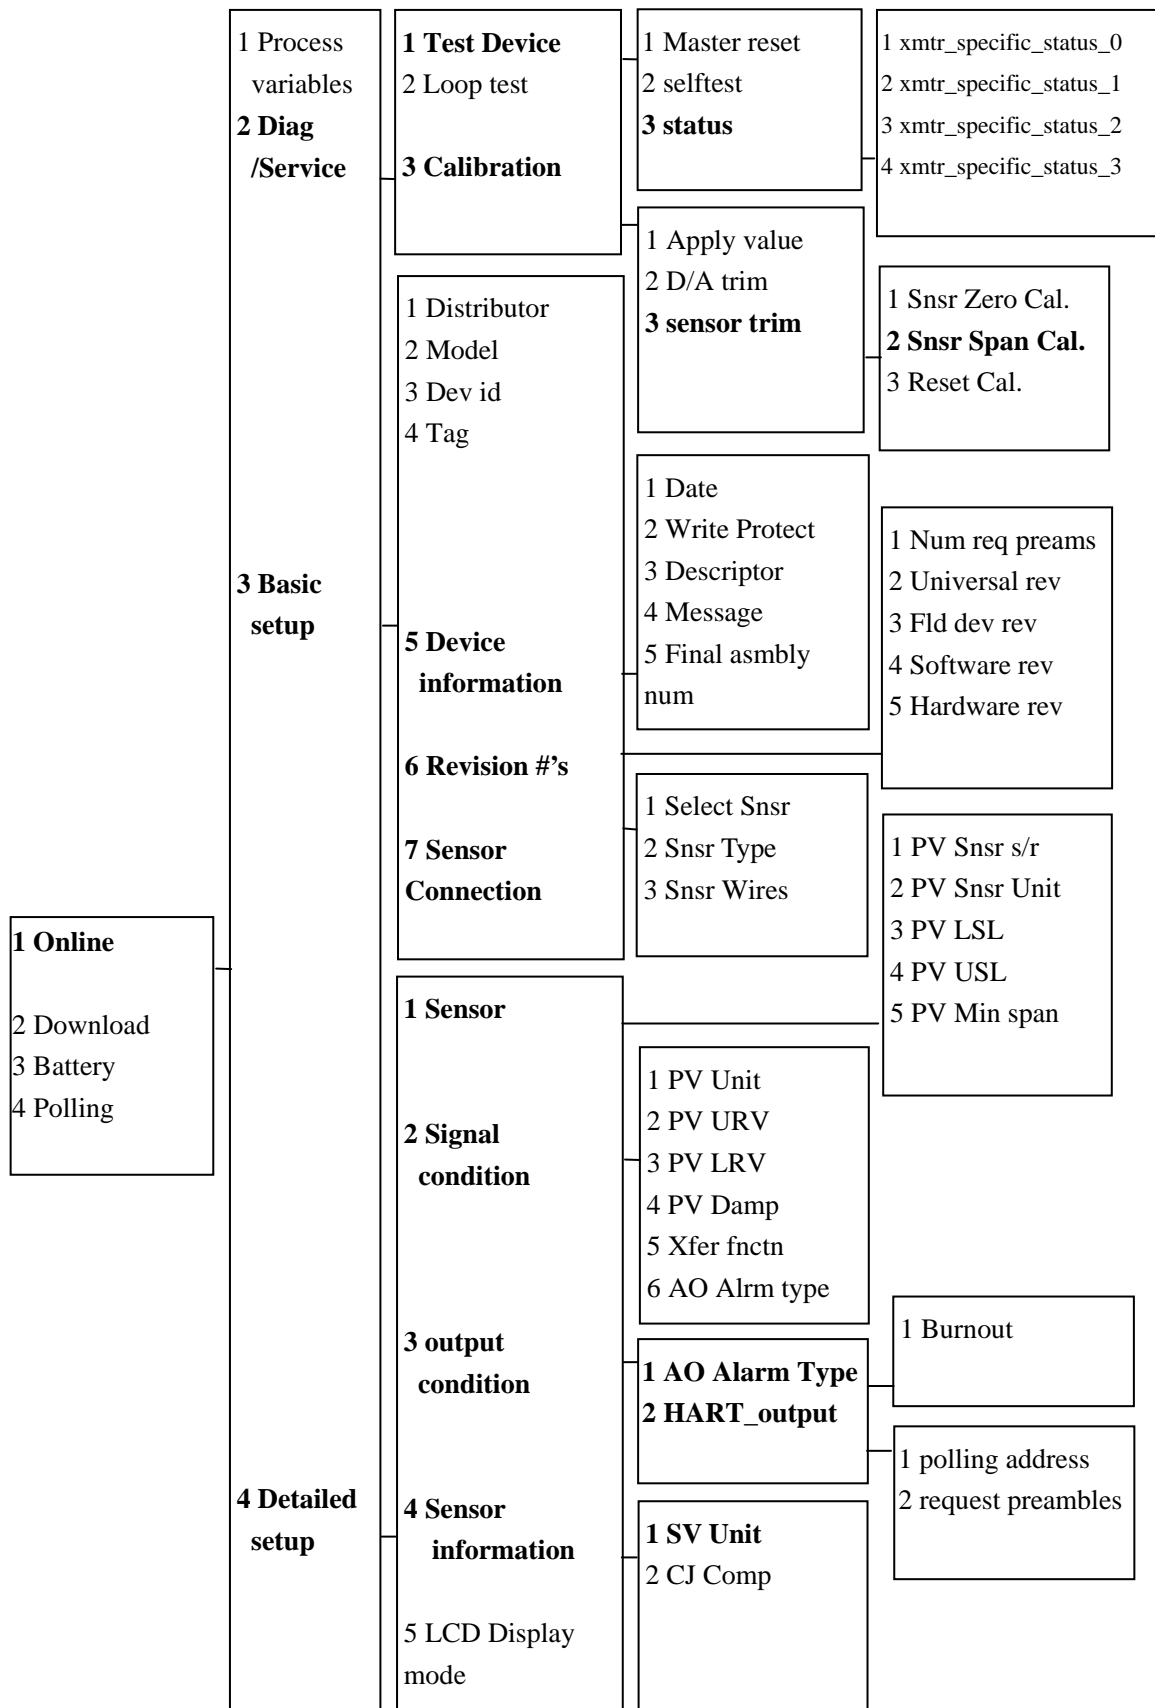 1 Online
2 Download
3 Battery
4 Polling
1 Process
variables
2 Diag
/Service
3 Basic
setup
4 Detailed
setup
1 Test Device
2 Loop test
3 Calibration
1 Distributor
2 Model
3 Dev id
4 Tag
5 Device
information
6 Revision #’s
7 Sensor
Connection
1 Sensor
2 Signal
condition
3 output
condition
4 Sensor
information
5 LCD Display
mode
1 Master reset
2 selftest
3 status
1 Apply value
2 D/A trim
3 sensor trim
1 Date
2 Write Protect
3 Descriptor
4 Message
5 Final asmbly
num
1 Select Snsr
2 Snsr Type
3 Snsr Wires
1 PV Unit
2 PV URV
3 PV LRV
4 PV Damp
5 Xfer fnctn
6 AO Alrm type
1 AO Alarm Type
2 HART_output
1 SV Unit
2 CJ Comp
1 xmtr_specific_status_0
2 xmtr_specific_status_1
3 xmtr_specific_status_2
4 xmtr_specific_status_3
1 Snsr Zero Cal.
2 Snsr Span Cal.
3 Reset Cal.
1 Num req preams
2 Universal rev
3 Fld dev rev
4 Software rev
5 Hardware rev
1 PV Snsr s/r
2 PV Snsr Unit
3 PV LSL
4 PV USL
5 PV Min span
1 Burnout
1 polling address
2 request preambles